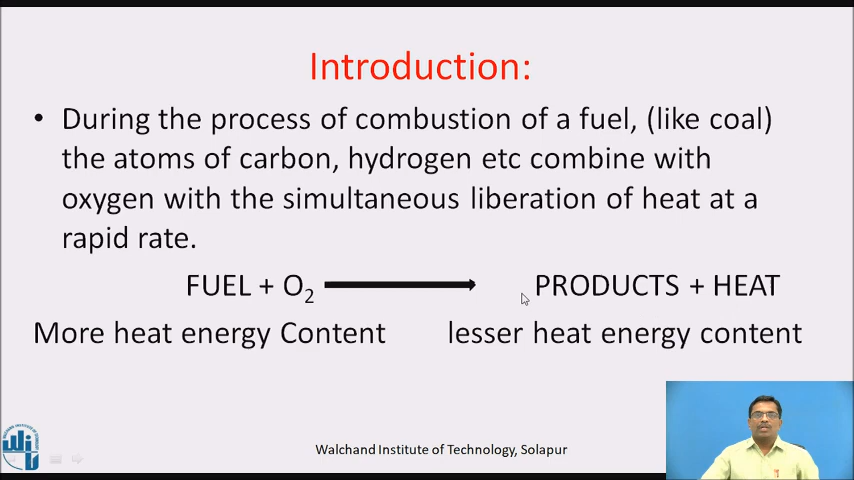 Introduction:
• During the process of combustion of a fuel, (like coal)
the atoms of carbon, hydrogen etc combine with
oxygen with the simultaneous liberation of heat at a
rapid rate.
FUEL + O₂ PRODUCTS + HEAT
More heat energy Content lesser heat energy content
Walchand Institute of Technology, Solapur